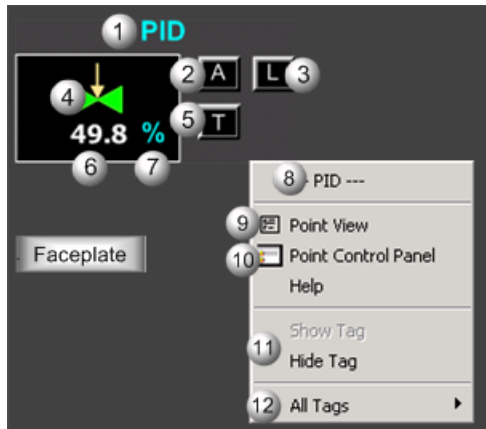 1 PID
2 A L 3
4
5 T
49.8 %
6 7
8 - PID ---
9 Point View
Faceplate
10 Point Control Panel
Help
Show Tag
11
Hide Tag
12 All Tags